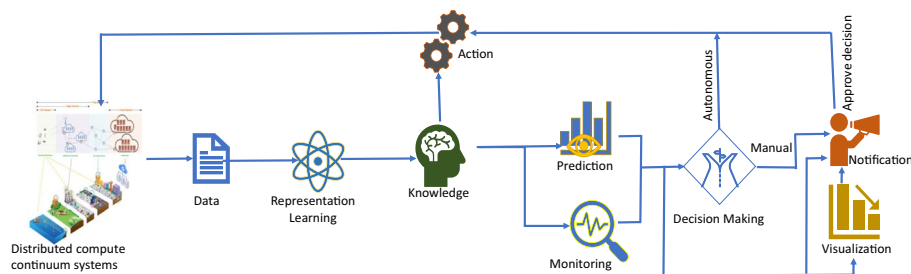 Action
Autonomous
Approve decision
Manual
Notification
Prediction
Data
Representation
Learning
Knowledge
Decision Making
Distributed compute
continuum systems
Monitoring
Visualization